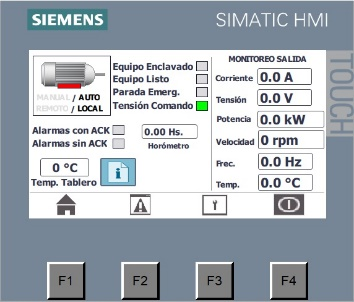 SIEMENS
SIMATIC HMI
TOUCH
Equipo Enclavado
Equipo Listo
Parada Emerg.
Tensión Comando
MANUAL / AUTO
REMOTO / LOCAL
Alarmas con ACK
Alarmas sin ACK
0.00 Hs.
Horómetro
0 °C
Temp. Tablero
i
MONITOREO SALIDA
Corriente 0.0 A
Tensión 0.0 V
Potencia 0.0 kW
Velocidad 0 rpm
Frec. 0.0 Hz
Temp. 0.0 °C
F1
F2
F3
F4